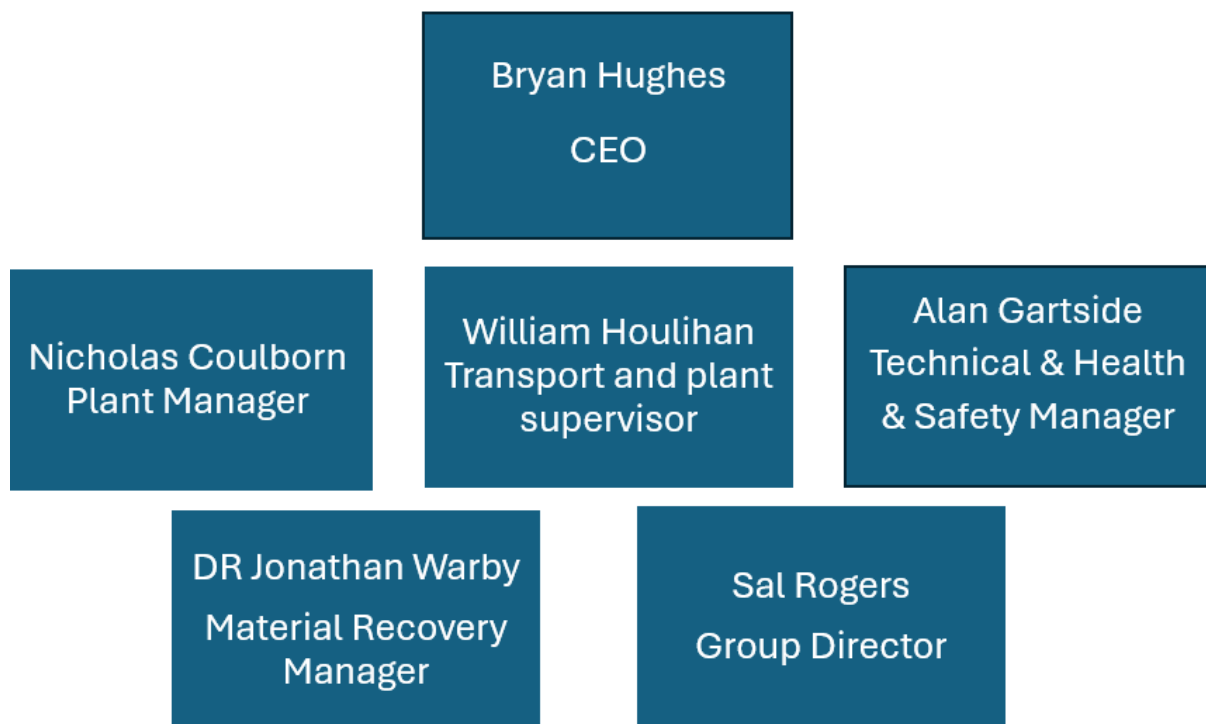 Bryan Hughes
CEO
Nicholas Coulborn
Plant Manager
William Houlihan
Transport and plant
supervisor
Alan Gartside
Technical & Health
& Safety Manager
DR Jonathan Warby
Material Recovery
Manager
Sal Rogers
Group Director